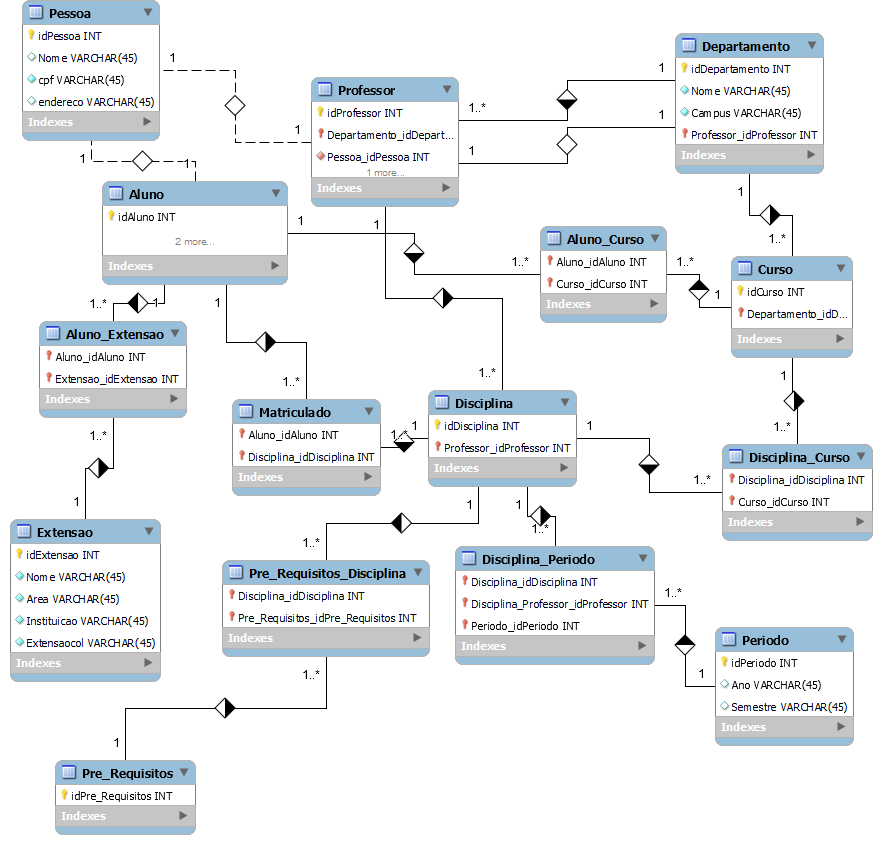 Pessoa
idPessoa INT
Nome VARCHAR(45)
cpf VARCHAR(45)
endereco VARCHAR(45)
Indexes
1
1
1
1
Professor
idProfessor INT
Departamento_idDepart...
Pessoa_idPessoa INT
1 more...
Indexes
1..*
1
1
1
Departamento
idDepartamento INT
Nome VARCHAR(45)
Campus VARCHAR(45)
Professor_idProfessor INT
Indexes
1
1..*
Aluno
idAluno INT
2 more...
Indexes
1
1..*
1
Aluno_Curso
Aluno_idAluno INT
Curso_idCurso INT
Indexes
1..*
1
Curso
idCurso INT
Departamento_idD...
Indexes
1
1..*
1..*
1
Aluno_Extensao
Aluno_idAluno INT
Extensao_idExtensao INT
Indexes
1..*
1
1
1..*
Matriculado
Aluno_idAluno INT
Disciplina_idDisciplina INT
Indexes
1..*
1
1..*
Disciplina
idDisciplina INT
Professor_idProfessor INT
Indexes
1
1..*
Disciplina_Curso
Disciplina_idDisciplina INT
Curso_idCurso INT
Indexes
Extensao
idExtensao INT
Nome VARCHAR(45)
Area VARCHAR(45)
Instituicao VARCHAR(45)
Extensaocol VARCHAR(45)
Indexes
1
1..*
1
1..*
Pre_Requisitos_Disciplina
Disciplina_idDisciplina INT
Pre_Requisitos_idPre_Requisitos INT
Indexes
1..*
1
Disciplina_Periodo
Disciplina_idDisciplina INT
Disciplina_Professor_idProfessor INT
Periodo_idPeriodo INT
Indexes
1..*
1
Periodo
idPeriodo INT
Ano VARCHAR(45)
Semestre VARCHAR(45)
Indexes
Pre_Requisitos
idPre_Requisitos INT
Indexes